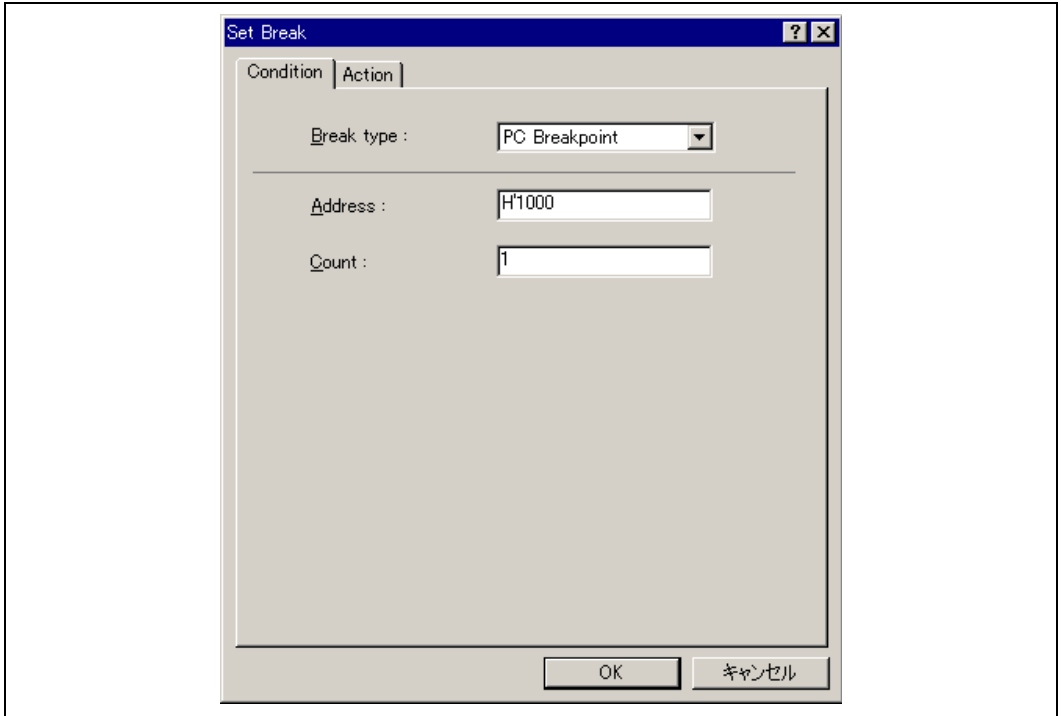 Set Break
Condition Action
Break type : PC Breakpoint
Address : H'1000
Count : 1
OK キャンセル